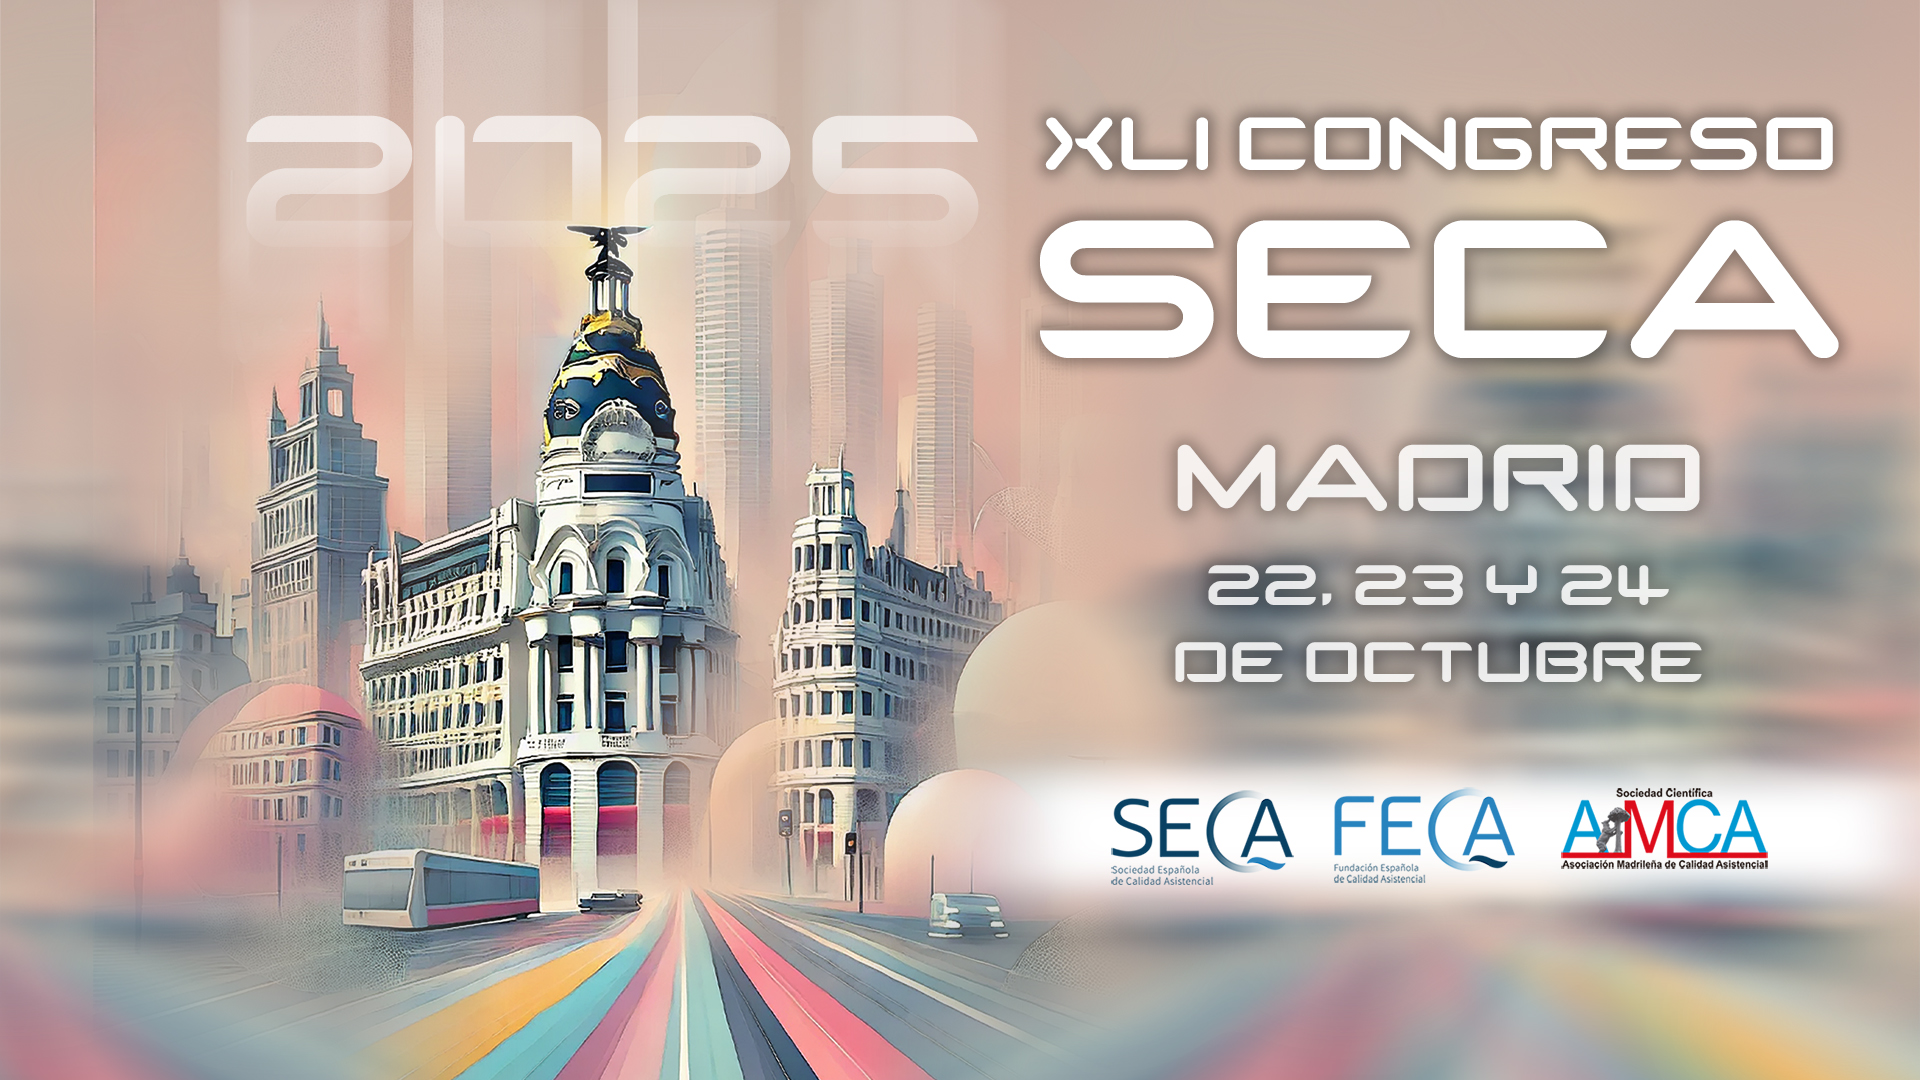 2025
XLI CONGRESO
SECA
MADRID
22, 23 Y 24
DE OCTUBRE
SECA
Sociedad Española
de Calidad Asistencial
FECA
Fundación Española
de Calidad Asistencial
Sociedad Científica
AMCA
Asociación Madrileña de Calidad Asistencial